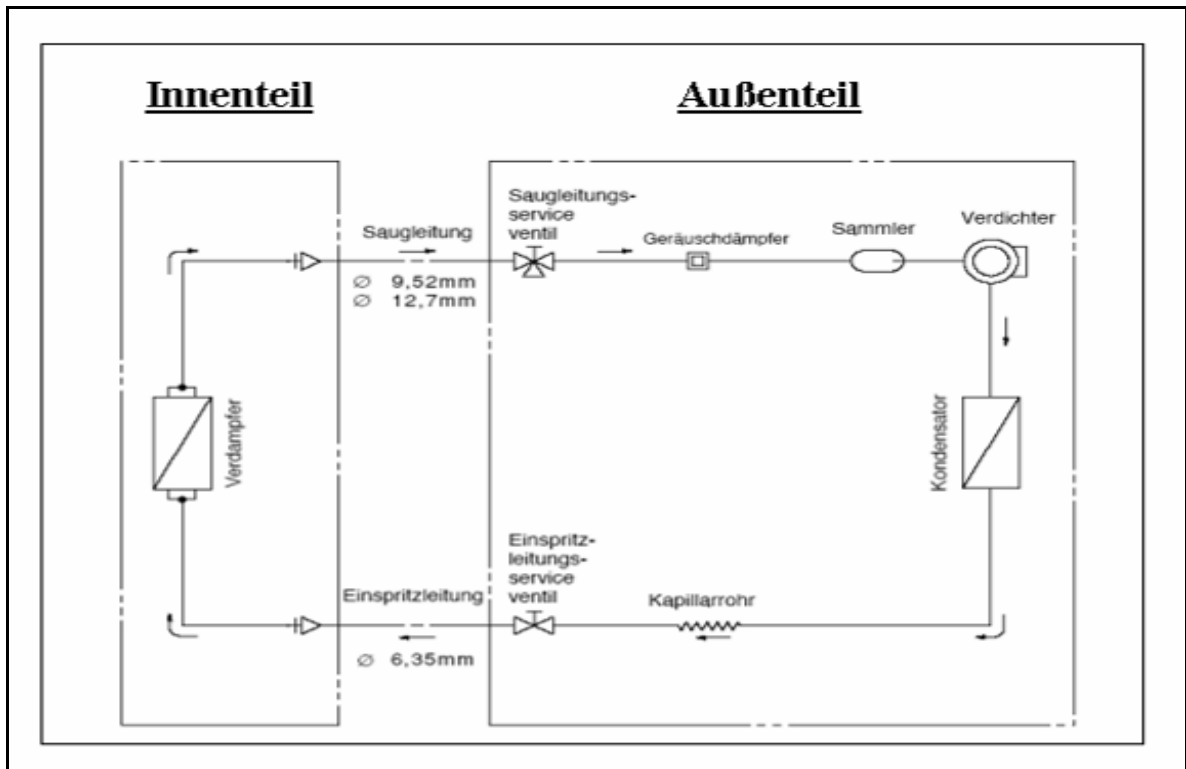 Innenteil
Außenteil
Saugleitungs-
service
ventil
Saugleitung
Geräuschdämpfer
Sammler
Verdichter
∅ 9,52mm
∅ 12,7mm
Verdampfer
Kondensator
Einspritz-
leitungs-
service
ventil
Einspritzleitung
Kapillarrohr
∅ 6,35mm